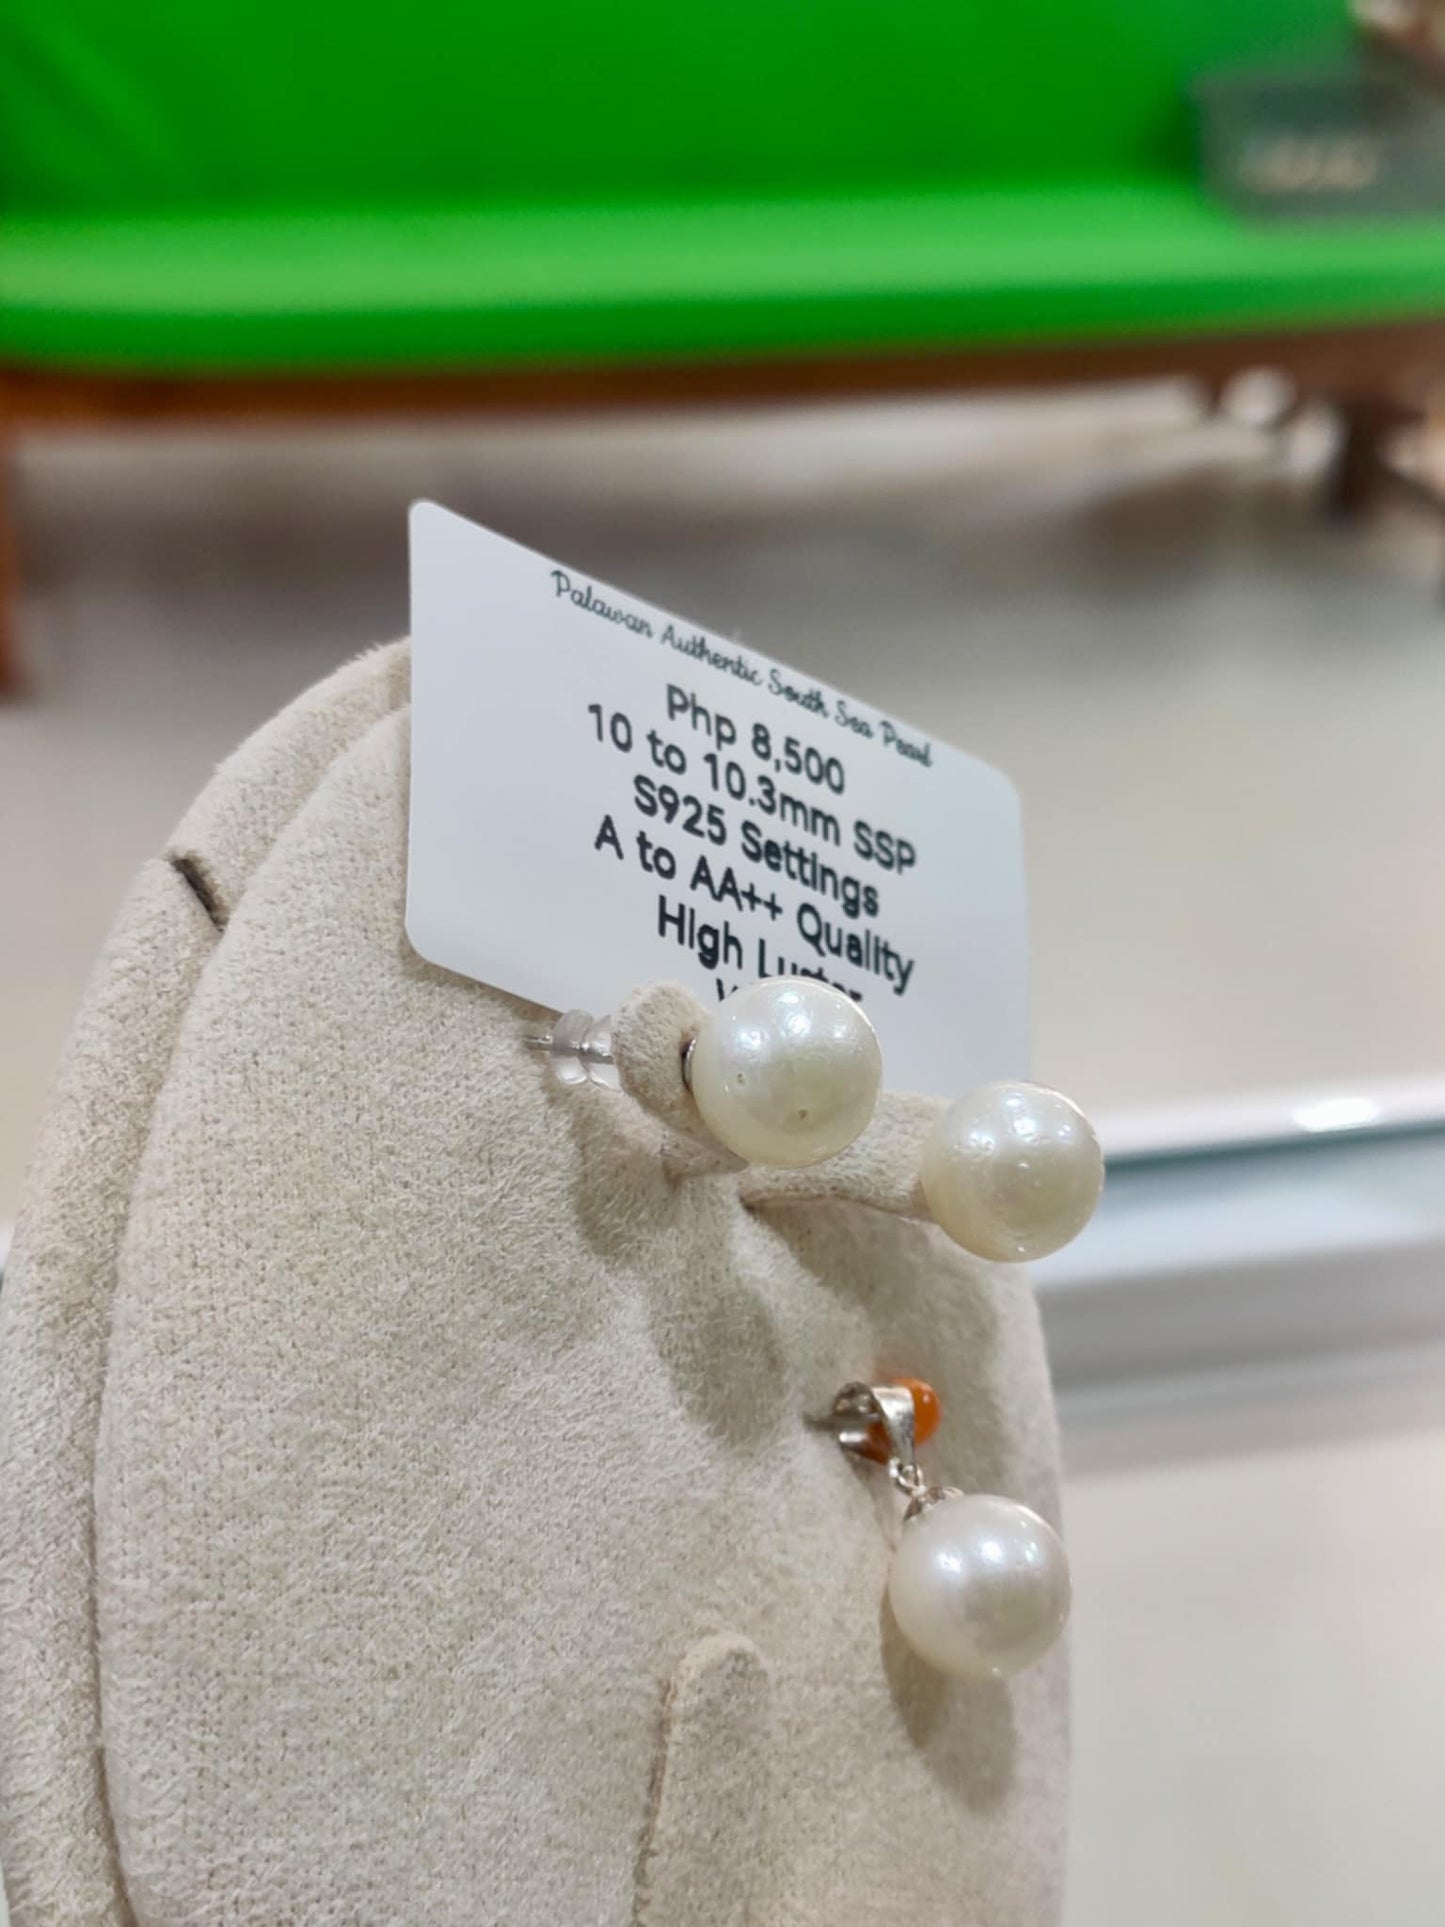 Palawan Authentic South Sea Pearl
Php 8,500
10 to 10.3mm SSP
S925 Settings
A to AA++ Quality
High Luster